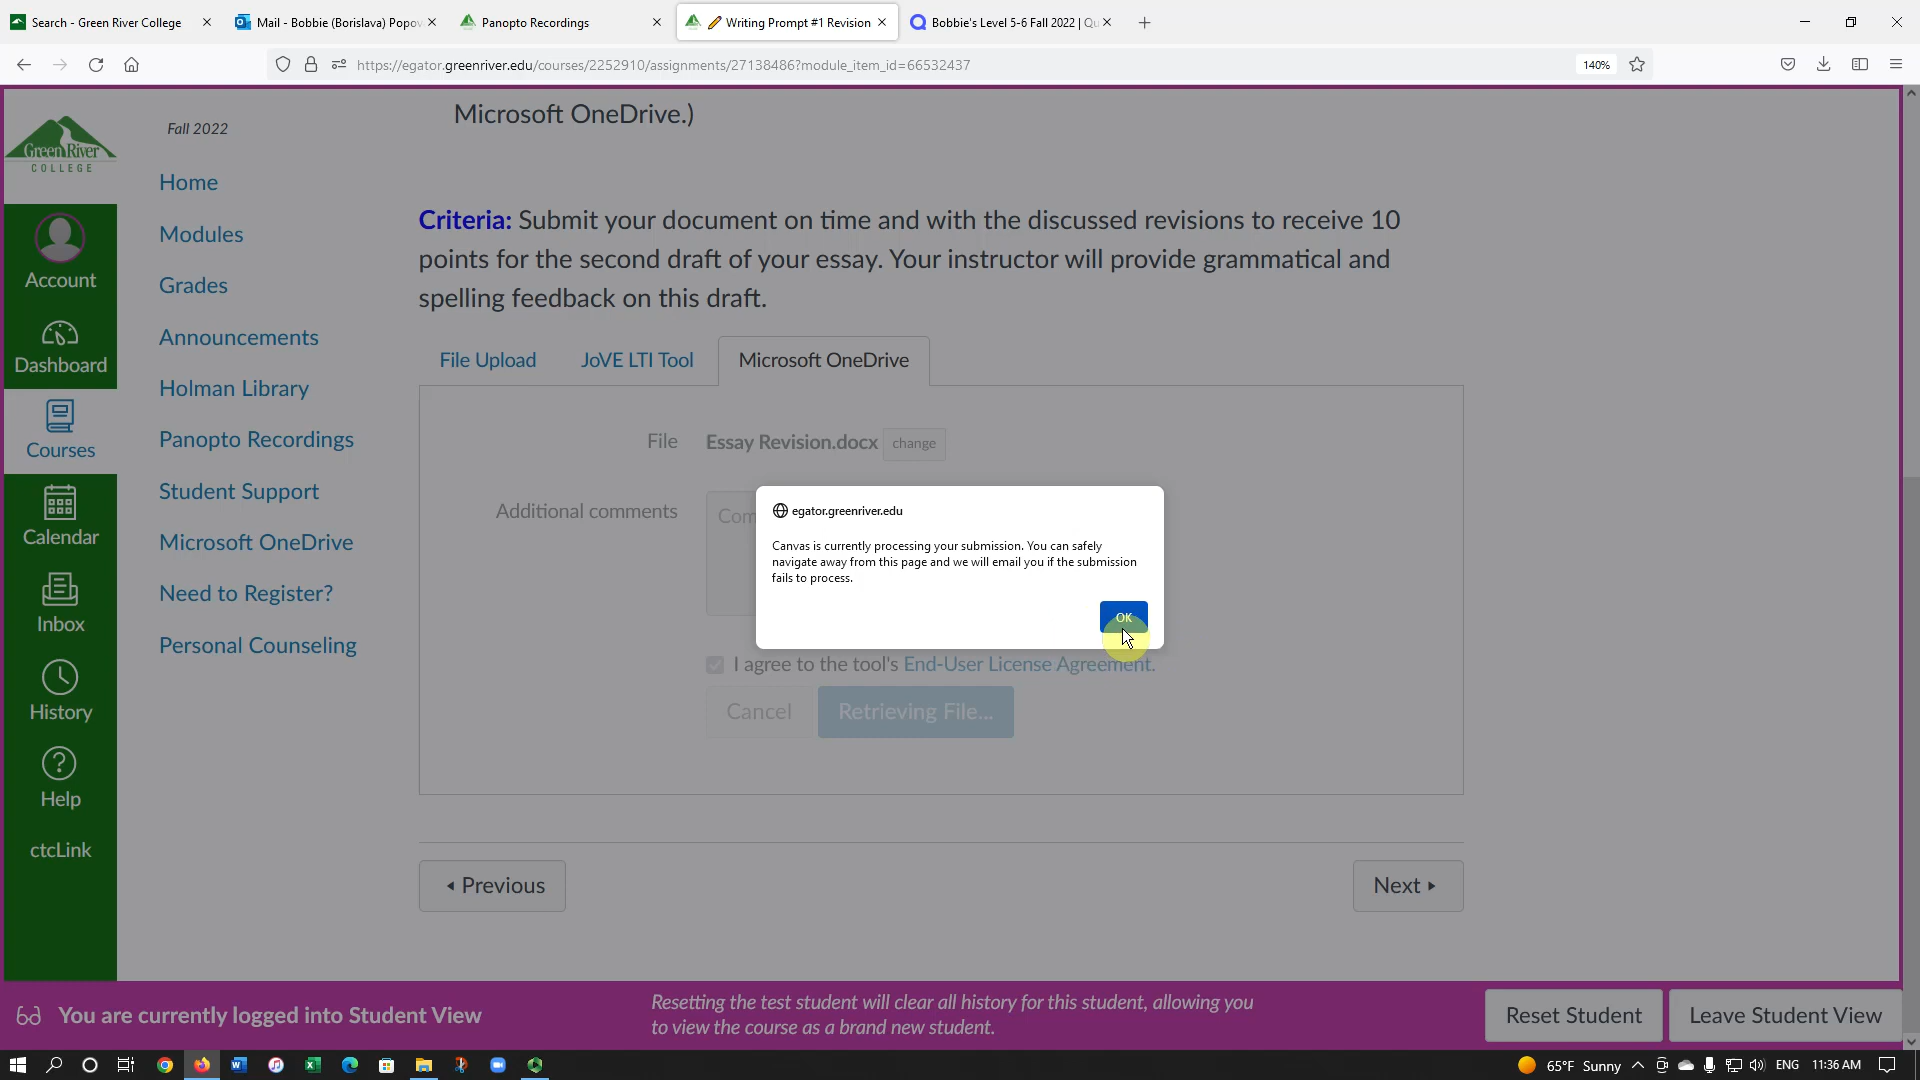 Search - Green River College
Mail - Bobbie (Borislava) Popov
Panopto Recordings
Writing Prompt #1 Revision
Bobbie's Level 5-6 Fall 2022 | Qu
https://egator.greenriver.edu/courses/2252910/assignments/27138486?module_item_id=66532437
140%
Green River
COLLEGE
Account
Dashboard
Courses
Calendar
Inbox
History
Help
ctcLink
Fall 2022
Home
Modules
Grades
Announcements
Holman Library
Panopto Recordings
Student Support
Microsoft OneDrive
Need to Register?
Personal Counseling
Microsoft OneDrive.)
Criteria: Submit your document on time and with the discussed revisions to receive 10
points for the second draft of your essay. Your instructor will provide grammatical and
spelling feedback on this draft.
File Upload
JoVE LTI Tool
Microsoft OneDrive
File
Essay Revision.docx
change
Additional comments
Com
egator.greenriver.edu
Canvas is currently processing your submission. You can safely
navigate away from this page and we will email you if the submission
fails to process.
OK
I agree to the tool's End-User License Agreement.
Cancel
Retrieving File...
Previous
Next
You are currently logged into Student View
Resetting the test student will clear all history for this student, allowing you
to view the course as a brand new student.
Reset Student
Leave Student View
65°F Sunny
ENG
11:36 AM